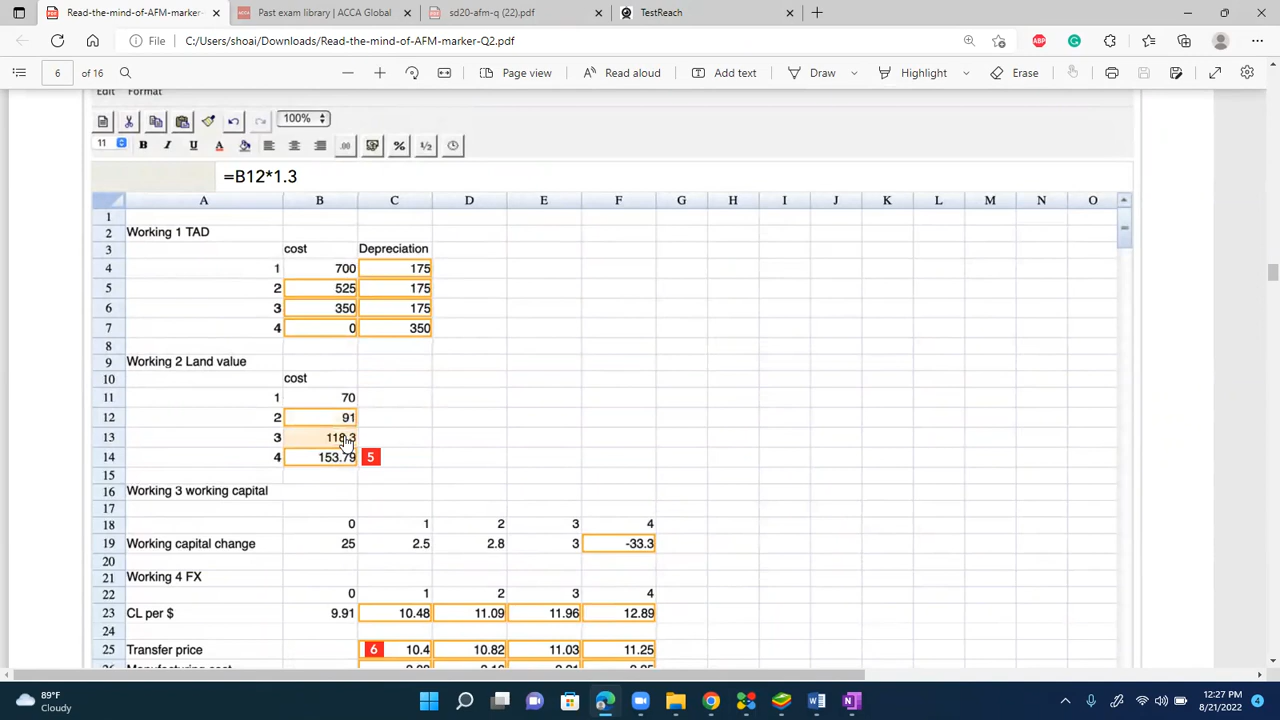 Read-the-mind-of-AFM-marker- Past exam library | ACCA Global sd20-afm-q (22).pdf TestReach
File C:/Users/shoai/Downloads/Read-the-mind-of-AFM-marker-Q2.pdf ABP
6 of 16 Page view Read aloud Add text Draw Highlight Erase
Edit Format
100%
11 B I U A .00 % ½
=B12*1.3
A B C D E F G H I J K L M N O
1
2 Working 1 TAD
3 cost Depreciation
4 1 700 175
5 2 525 175
6 3 350 175
7 4 0 350
8
9 Working 2 Land value
10 cost
11 1 70
12 2 91
13 3 118.3
14 4 153.79 5
15
16 Working 3 working capital
17
18 0 1 2 3 4
19 Working capital change 25 2.5 2.8 3 -33.3
20
21 Working 4 FX
22 0 1 2 3 4
23 CL per $ 9.91 10.48 11.09 11.96 12.89
24
25 Transfer price 6 10.4 10.82 11.03 11.25
89°F
Cloudy
12:27 PM
8/21/2022